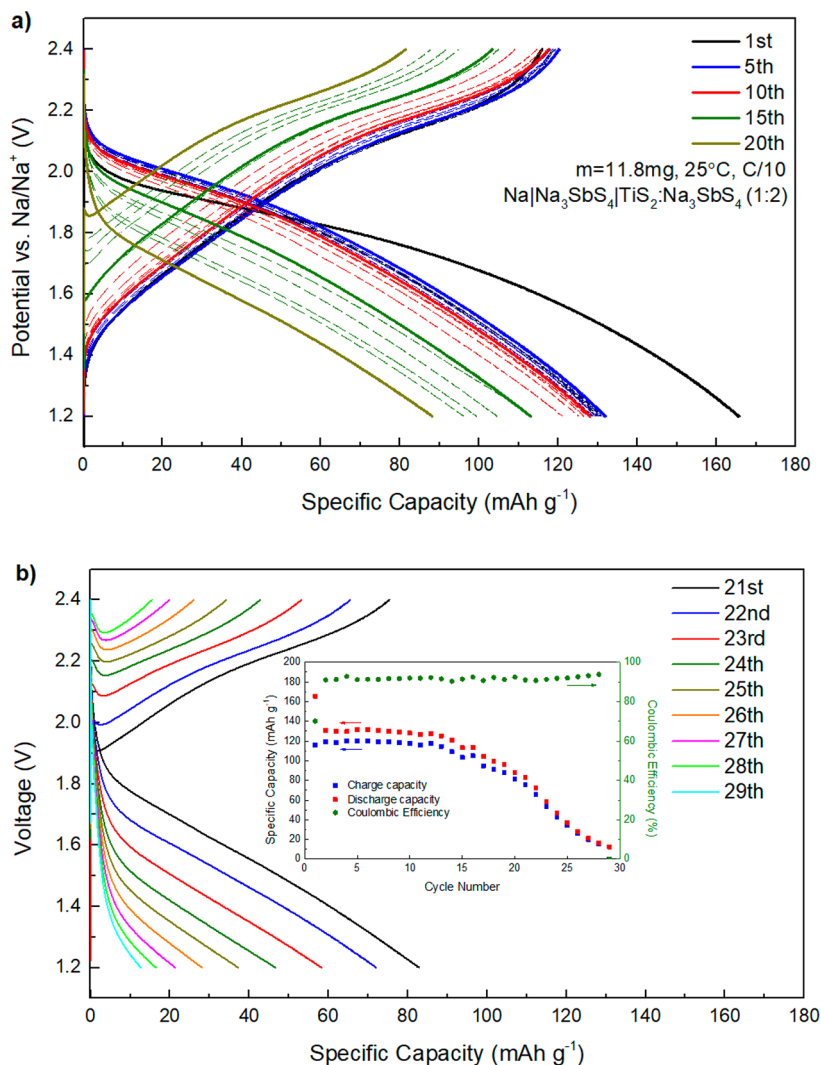 a)
2.4
2.2
2.0
1.8
1.6
1.4
1.2
Potential vs. Na/Na⁺ (V)
1st
5th
10th
15th
20th
m=11.8mg, 25°C, C/10
Na|Na₃SbS₄|TiS₂:Na₃SbS₄ (1:2)
0 20 40 60 80 100 120 140 160 180
Specific Capacity (mAh g⁻¹)
b)
2.4
2.2
2.0
1.8
1.6
1.4
1.2
Voltage (V)
21st
22nd
23rd
24th
25th
26th
27th
28th
29th
200
180
160
140
120
100
80
60
40
20
0
Specific Capacity (mAh g⁻¹)
Charge capacity
Discharge capacity
Coulombic Efficiency
100
80
60
40
20
0
Coulombic Efficiency (%)
0 5 10 15 20 25 30
Cycle Number
0 20 40 60 80 100 120 140 160 180
Specific Capacity (mAh g⁻¹)